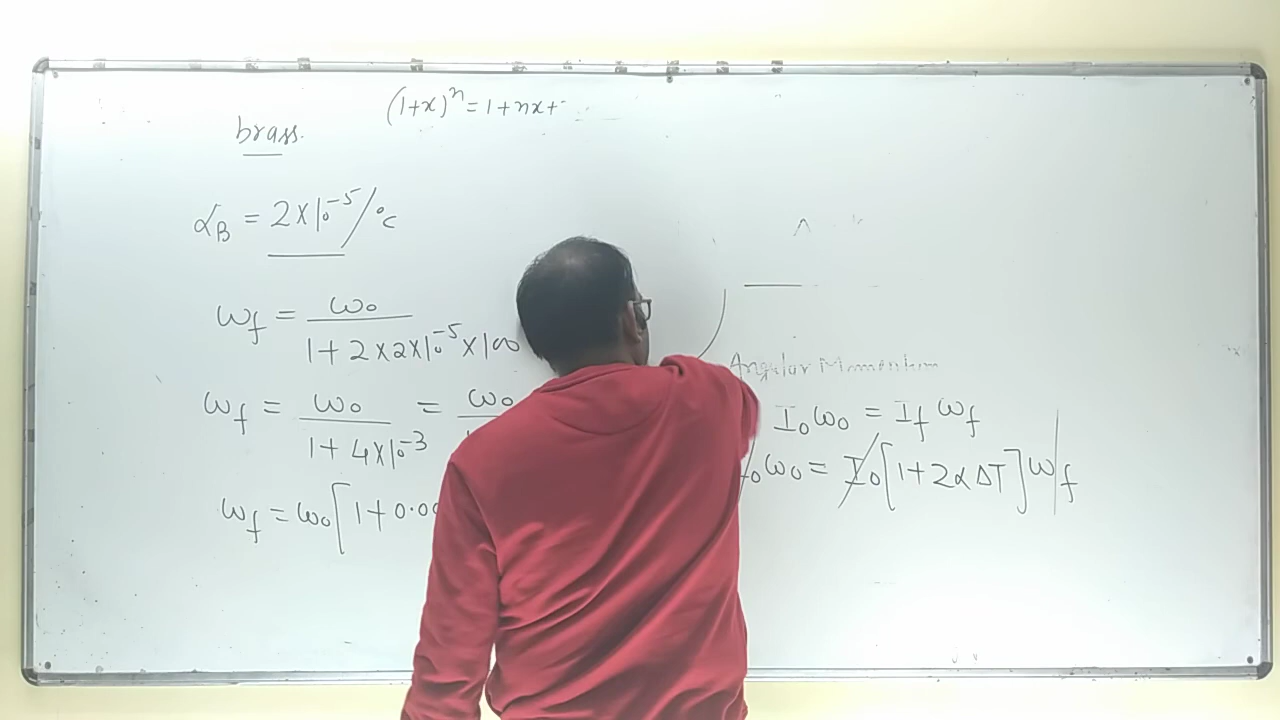 (1+x)^n = 1+nx+-
brass.
α_B = 2×10^-5/°c
ω_f = ω₀ / 1+2×2×10^-5×100
ω_f = ω₀ / 1+4×10^-3 = ω₀
ω_f = ω₀[1+0.00
Angular Momentum
I₀ω₀ = I_f ω_f
₀ω₀ = I₀[1+2αΔT]ω_f